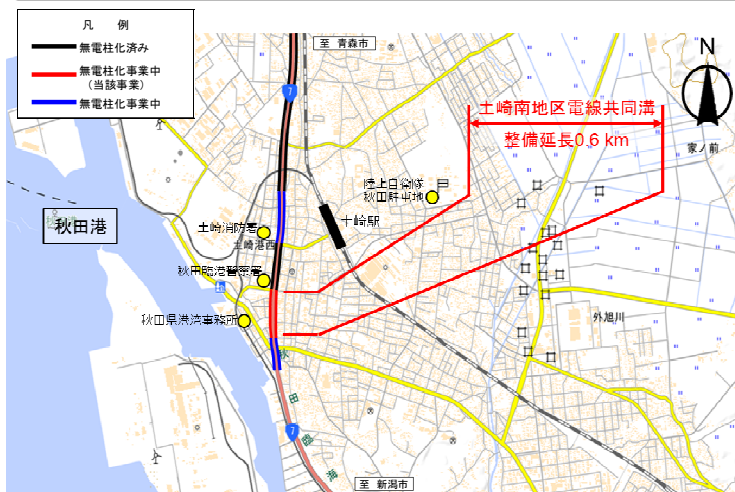 凡 例
無電柱化済み
無電柱化事業中
(当該事業)
無電柱化事業中
至 青森市
7
N
土崎南地区電線共同溝
整備延長0.6 km
家ノ前
陸上自衛隊
秋田駐屯地
土崎駅
秋田港
土崎消防署
土崎港西
秋田臨港警察署
秋田県港湾事務所
外旭川
秋
田
7
海
至 新潟市